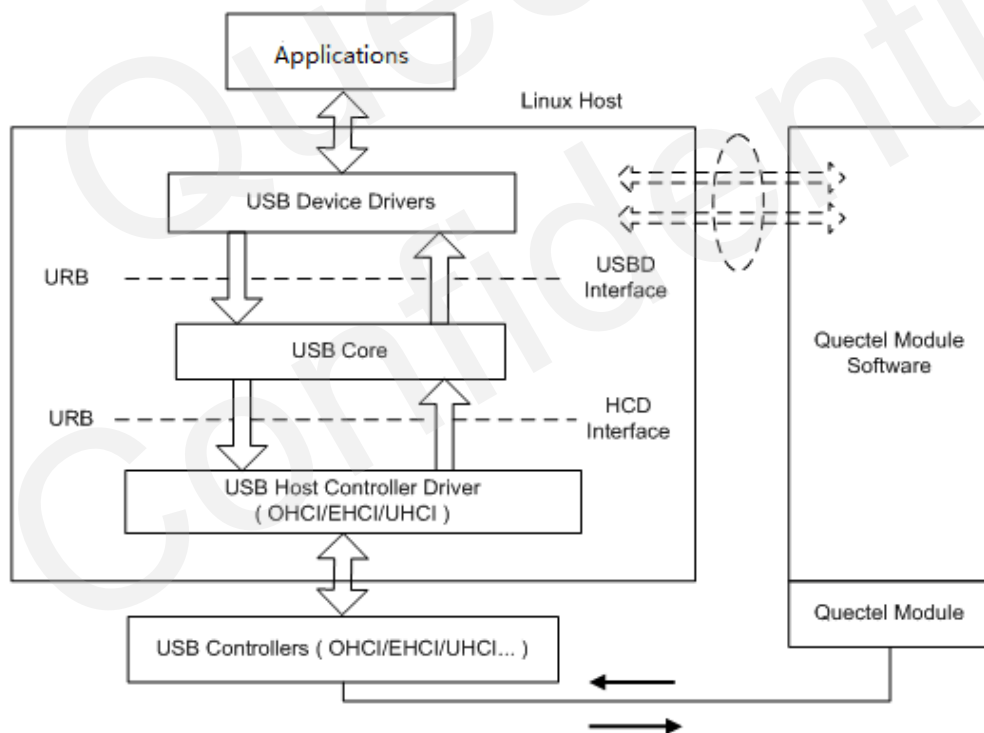 Applications
Linux Host
USB Device Drivers
URB
USBD
Interface
USB Core
Quectel Module
Software
URB
HCD
Interface
USB Host Controller Driver
( OHCI/EHCI/UHCI )
Quectel Module
USB Controllers ( OHCI/EHCI/UHCI... )